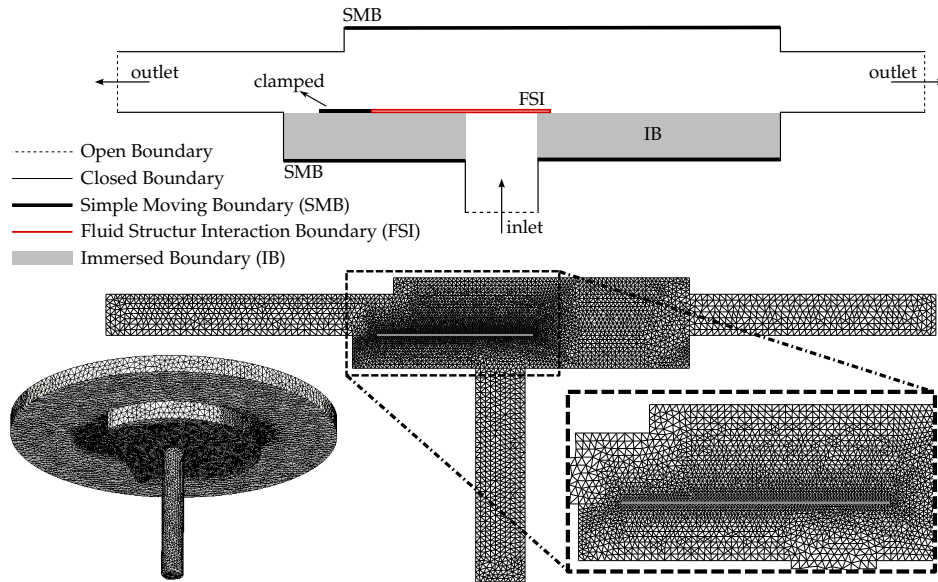 SMB
outlet
outlet
clamped
FSI
IB
SMB
inlet
Open Boundary
Closed Boundary
Simple Moving Boundary (SMB)
Fluid Structur Interaction Boundary (FSI)
Immersed Boundary (IB)